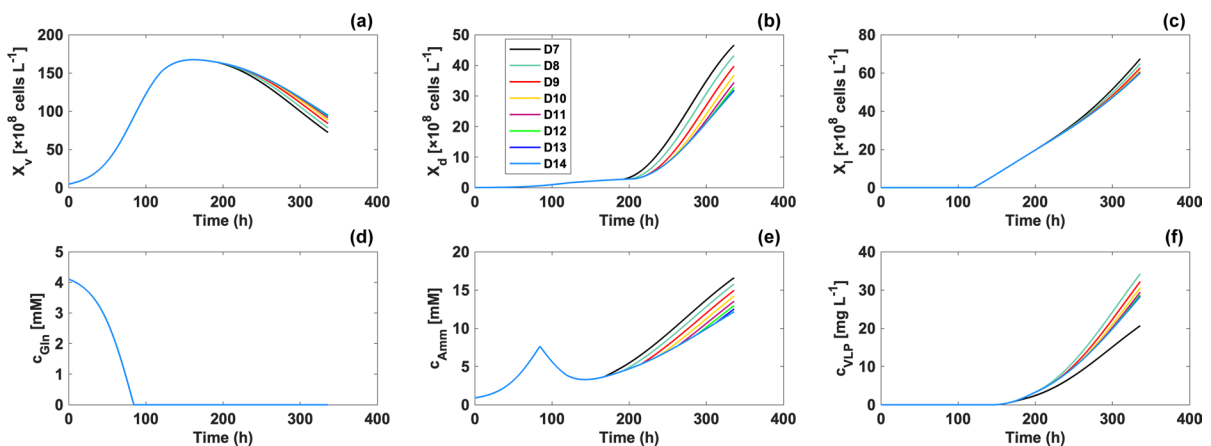 (a)
X_v [×10^8 cells L^-1]
200
150
100
50
0
0 100 200 300 400
Time (h)
(b)
X_d [×10^8 cells L^-1]
50
40
30
20
10
0
D7
D8
D9
D10
D11
D12
D13
D14
0 100 200 300 400
Time (h)
(c)
X_l [×10^8 cells L^-1]
80
60
40
20
0
0 100 200 300 400
Time (h)
(d)
c_Gln [mM]
5
4
3
2
1
0
0 100 200 300 400
Time (h)
(e)
c_Amm [mM]
20
15
10
5
0
0 100 200 300 400
Time (h)
(f)
c_VLP [mg L^-1]
40
30
20
10
0
0 100 200 300 400
Time (h)